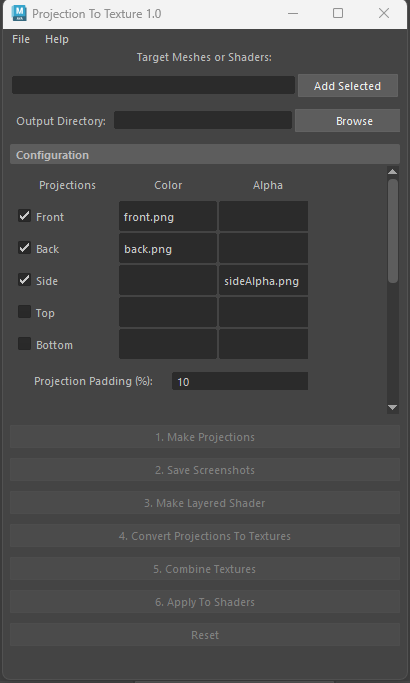 Projection To Texture 1.0
File Help
Target Meshes or Shaders:
Add Selected
Output Directory: Browse
Configuration
Projections Color Alpha
Front front.png
Back back.png
Side sideAlpha.png
Top
Bottom
Projection Padding (%): 10
1. Make Projections
2. Save Screenshots
3. Make Layered Shader
4. Convert Projections To Textures
5. Combine Textures
6. Apply To Shaders
Reset